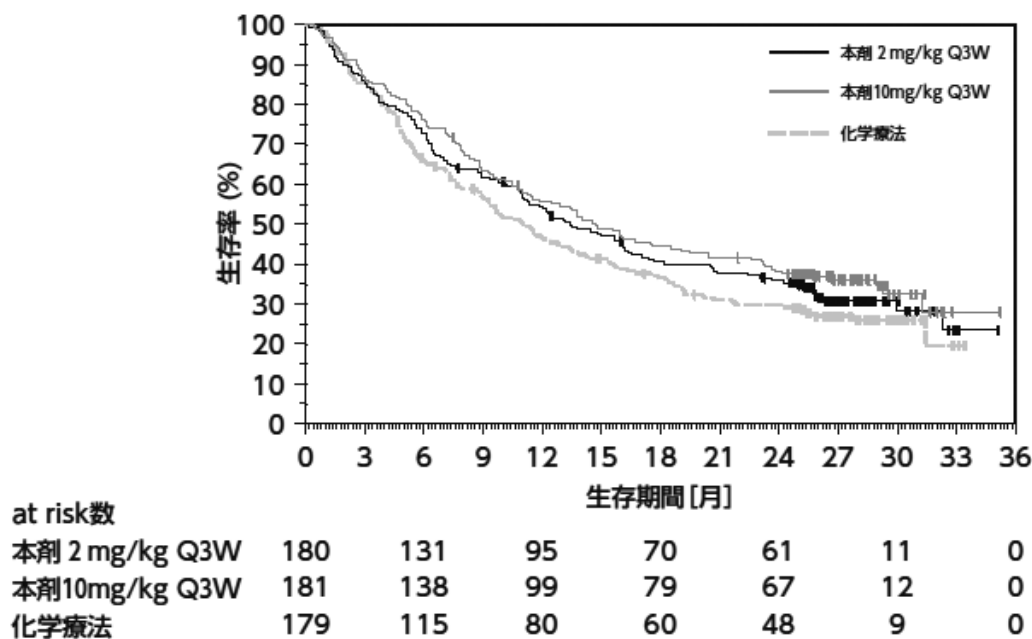 100
90
80
70
60
50
40
30
20
10
0
生存率 (%)
本剤 2 mg/kg Q3W
本剤10mg/kg Q3W
化学療法
0 3 6 9 12 15 18 21 24 27 30 33 36
生存期間 [月]
at risk数
本剤 2 mg/kg Q3W 180 131 95 70 61 11 0
本剤10mg/kg Q3W 181 138 99 79 67 12 0
化学療法 179 115 80 60 48 9 0